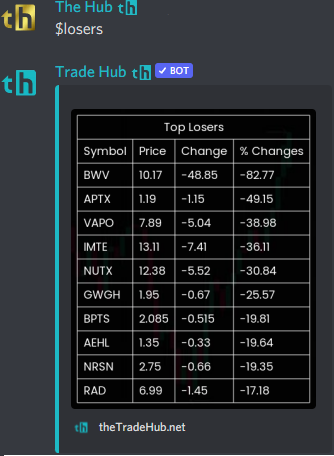 The Hub th
$losers
th
Trade Hub th ✓ BOT
th
Top Losers
Symbol Price Change % Changes
BWV 10.17 -48.85 -82.77
APTX 1.19 -1.15 -49.15
VAPO 7.89 -5.04 -38.98
IMTE 13.11 -7.41 -36.11
NUTX 12.38 -5.52 -30.84
GWGH 1.95 -0.67 -25.57
BPTS 2.085 -0.515 -19.81
AEHL 1.35 -0.33 -19.64
NRSN 2.75 -0.66 -19.35
RAD 6.99 -1.45 -17.18
th theTradeHub.net